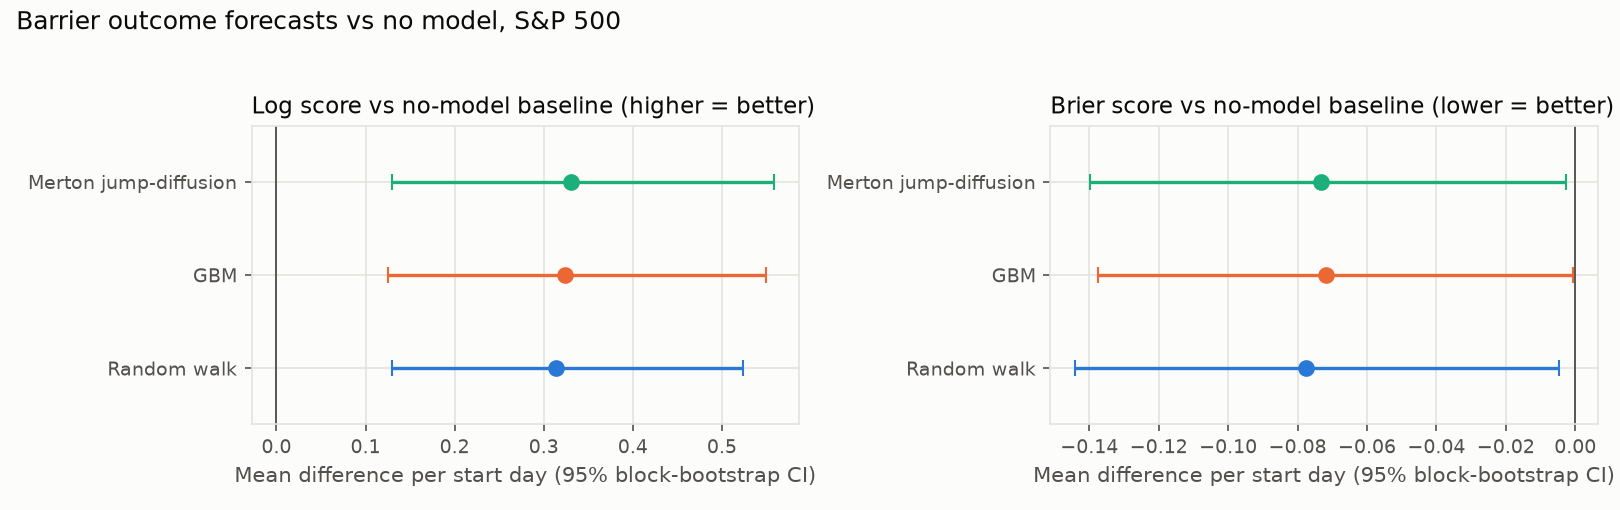 Barrier outcome forecasts vs no model, S&P 500
Log score vs no-model baseline (higher = better)
Merton jump-diffusion
GBM
Random walk
0.0 0.1 0.2 0.3 0.4 0.5
Mean difference per start day (95% block-bootstrap CI)
Brier score vs no-model baseline (lower = better)
Merton jump-diffusion
GBM
Random walk
−0.14 −0.12 −0.10 −0.08 −0.06 −0.04 −0.02 0.00
Mean difference per start day (95% block-bootstrap CI)